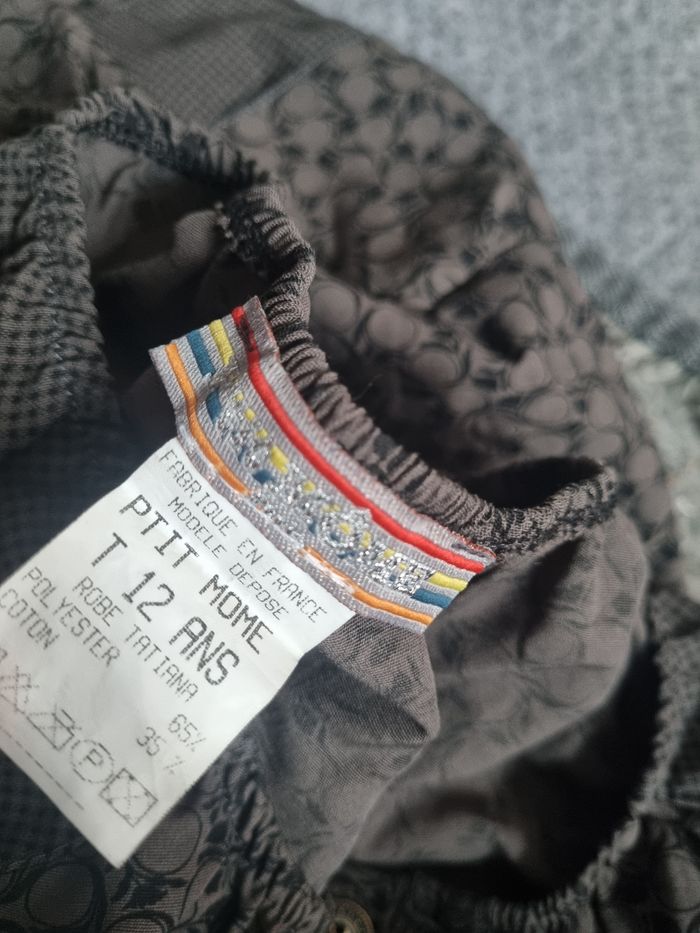 FABRIQUE EN FRANCE
MODELE DEPOSE
PTIT MOME
T 12 ANS
ROBE TATIANA
POLYESTER 65%
COTON 35 %
P